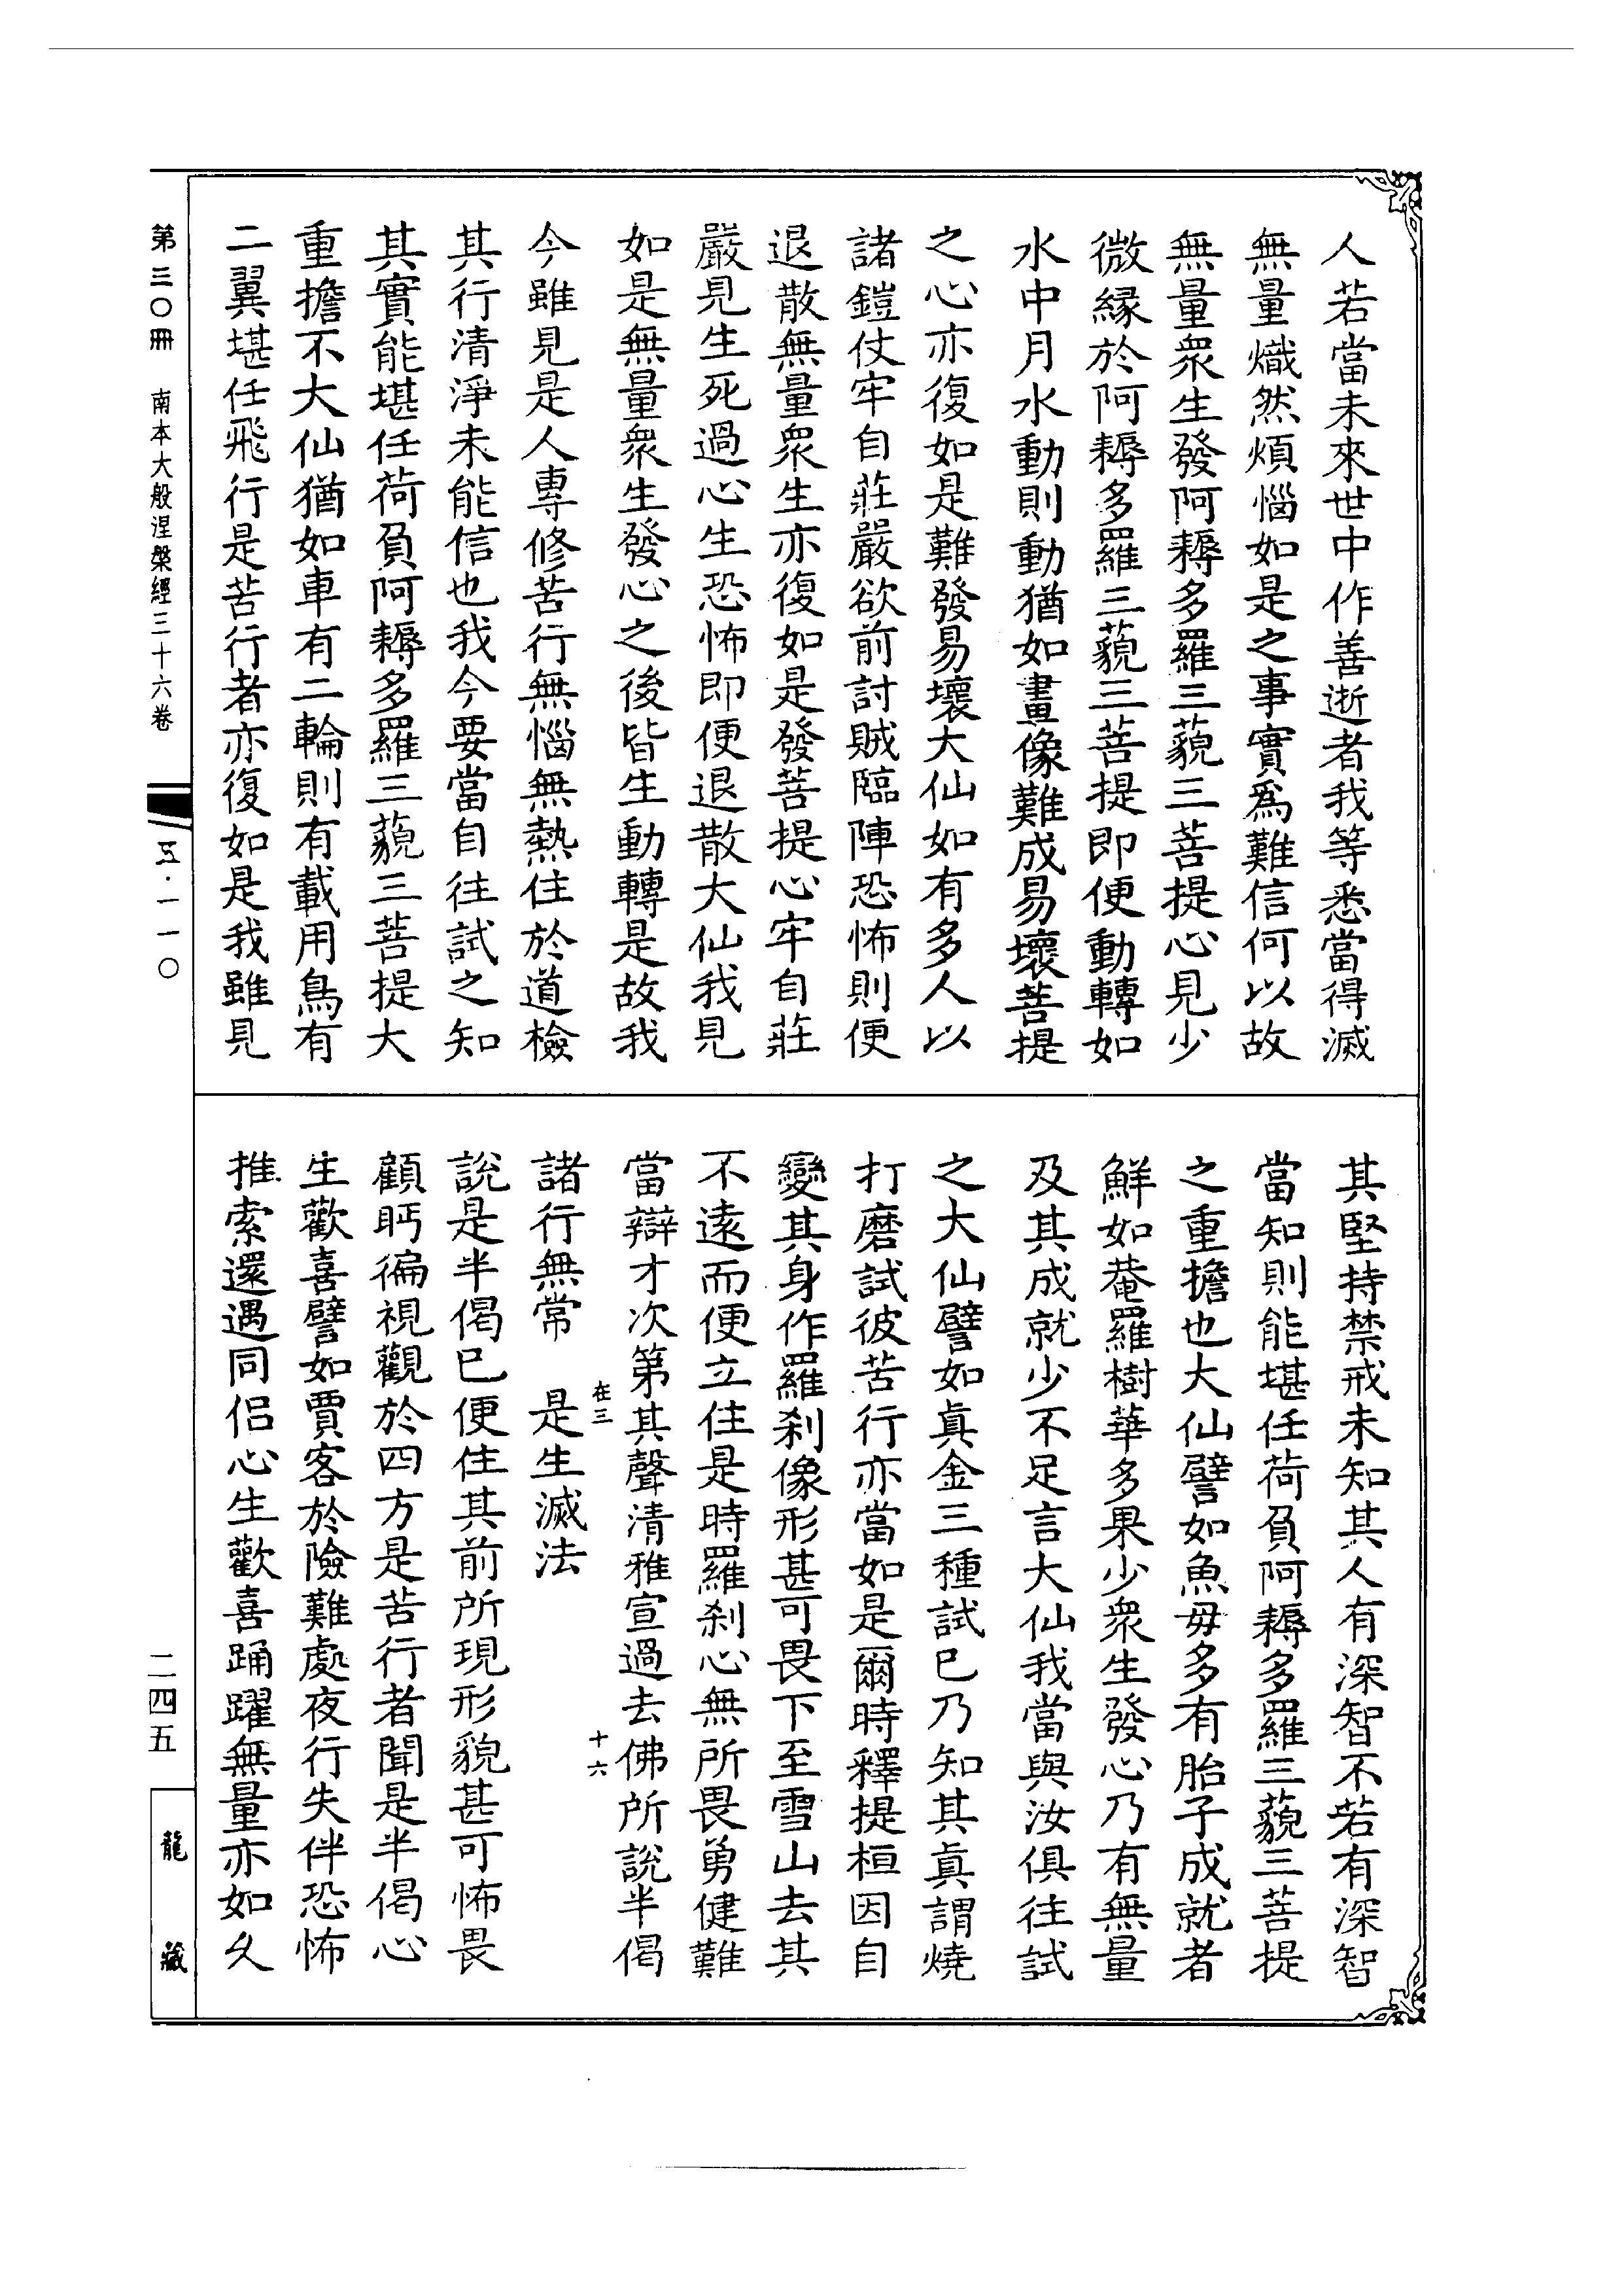 人若當未來世中作善逝者我等悉當得滅
無量熾然煩惱如是之事實爲難信何以故
無量衆生發阿耨多羅三藐三菩提心見少
微緣於阿耨多羅三藐三菩提即便動轉如
水中月水動則動猶如畫像難成易壞菩提
之心亦復如是難發易壞大仙如有多人以
諸鎧仗牢自莊嚴欲前討賊臨陣恐怖則便
退散無量衆生亦復如是發菩提心牢自莊
嚴見生死過心生恐怖即便退散大仙我見
如是無量衆生發心之後皆生動轉是故我
今雖見是人專修苦行無惱無熱住於道檢
其行清淨未能信也我今要當自往試之知
其實能堪任荷負阿耨多羅三藐三菩提大
重擔不大仙猶如車有二輪則有載用鳥有
二翼堪任飛行是苦行者亦復如是我雖見
其堅持禁戒未知其人有深智不若有深智
當知則能堪任荷負阿耨多羅三藐三菩提
之重擔也大仙譬如魚毋多有胎子成就者
鮮如菴羅樹華多果少衆生發心乃有無量
及其成就少不足言大仙我當與汝俱往試
之大仙譬如真金三種試已乃知其真謂燒
打磨試彼苦行亦當如是爾時釋提桓因自
變其身作羅刹像形甚可畏下至雪山去其
不遠而便立住是時羅刹心無所畏勇健難
當辯才次第其聲清雅宣過去佛所說半偈
在三
十六
諸行無常　是生滅法
說是半偈已便住其前所現形貌甚可怖畏
顧眄徧視觀於四方是苦行者聞是半偈心
生歡喜譬如賈客於險難處夜行失伴恐怖
推索還遇同侶心生歡喜踊躍無量亦如久
第三〇冊　南本大般涅槃經三十六卷
五·一一〇
二四五
龍藏